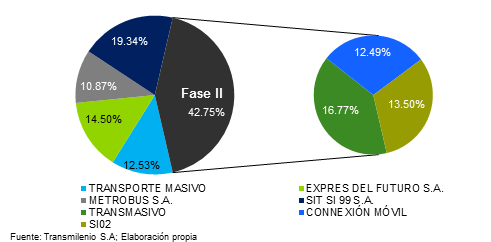 19.34%
12.49%
10.87%
Fase II
42.75%
16.77%
13.50%
14.50%
12.53%
TRANSPORTE MASIVO
EXPRES DEL FUTURO S.A.
METROBUS S.A.
SIT SI 99 S.A.
TRANSMASIVO
CONNEXIÓN MÓVIL
SI02
Fuente: Transmilenio S.A; Elaboración propia